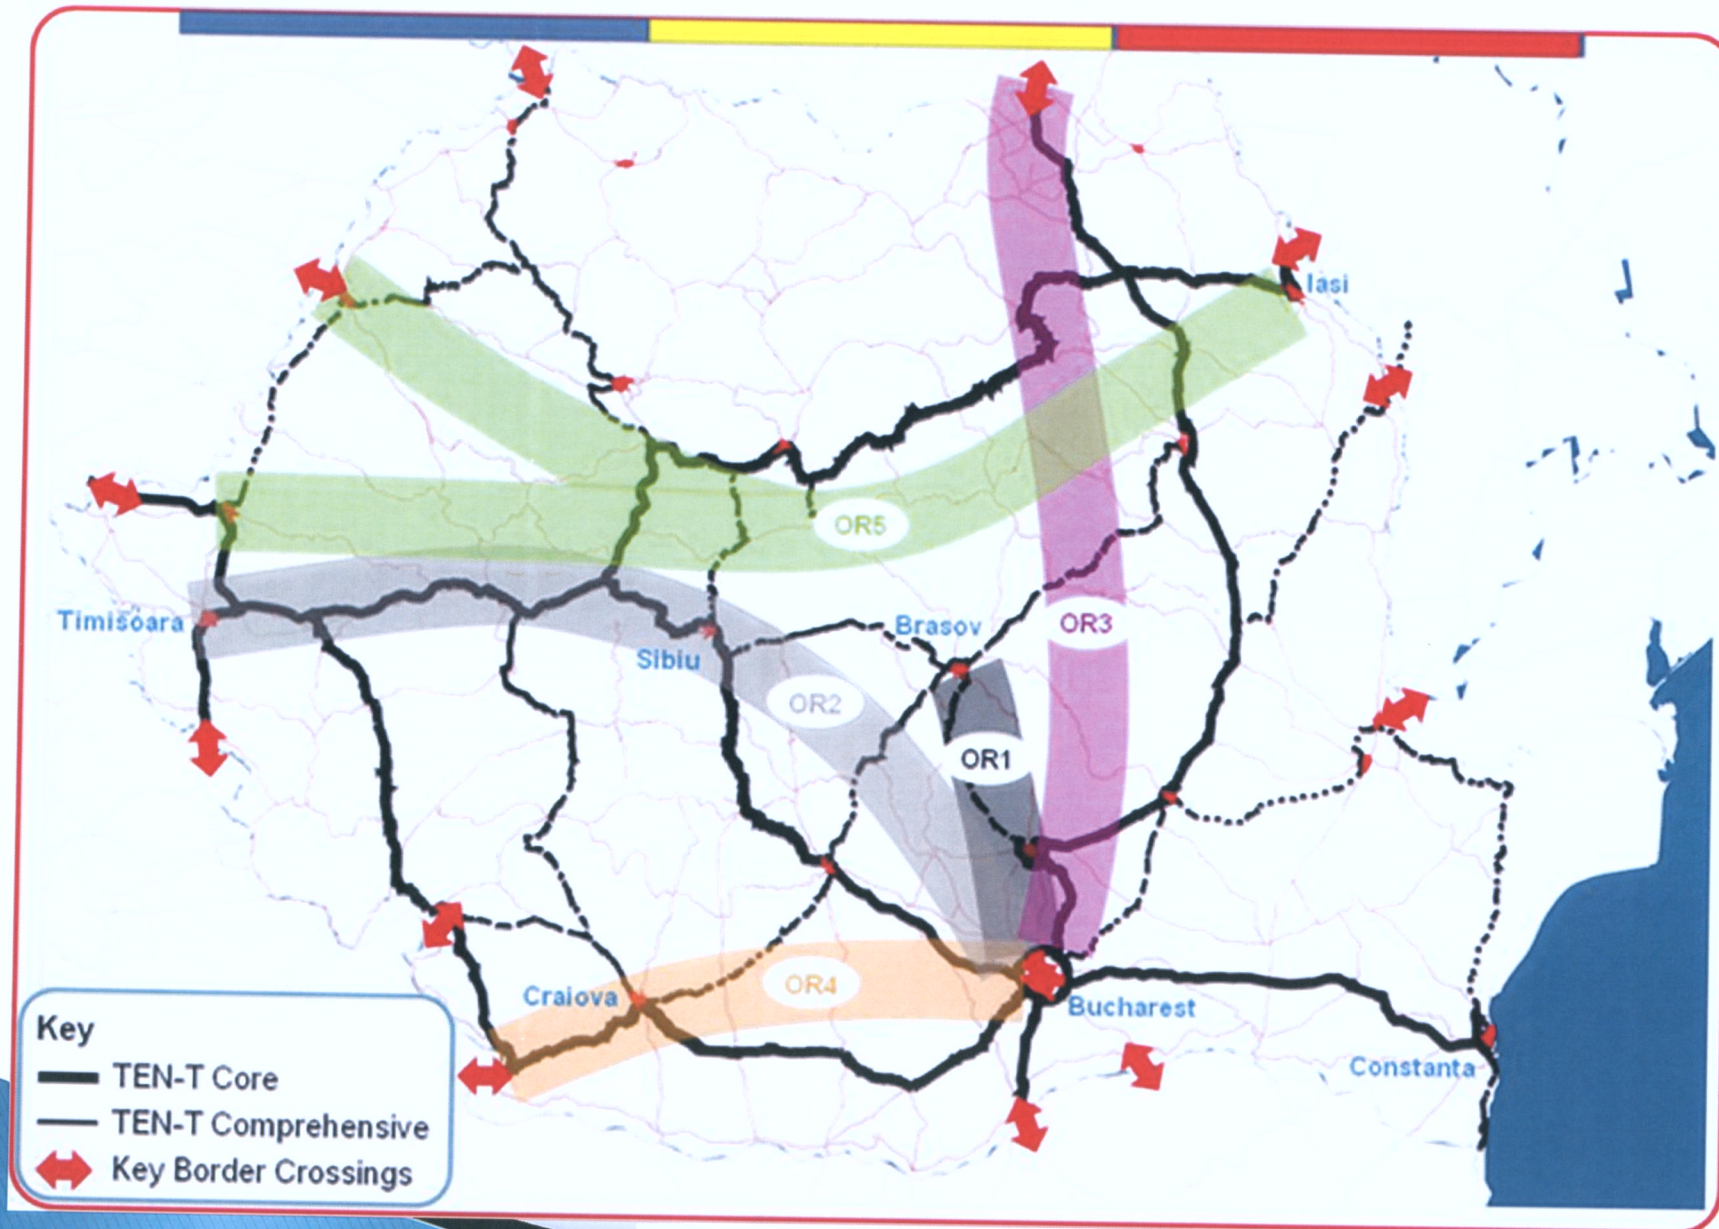 Iasi
OR5
Timisoara
Brasov
OR3
Sibiu
OR2
OR1
OR4
Craiova
Bucharest
Constanta
Key
TEN-T Core
TEN-T Comprehensive
Key Border Crossings